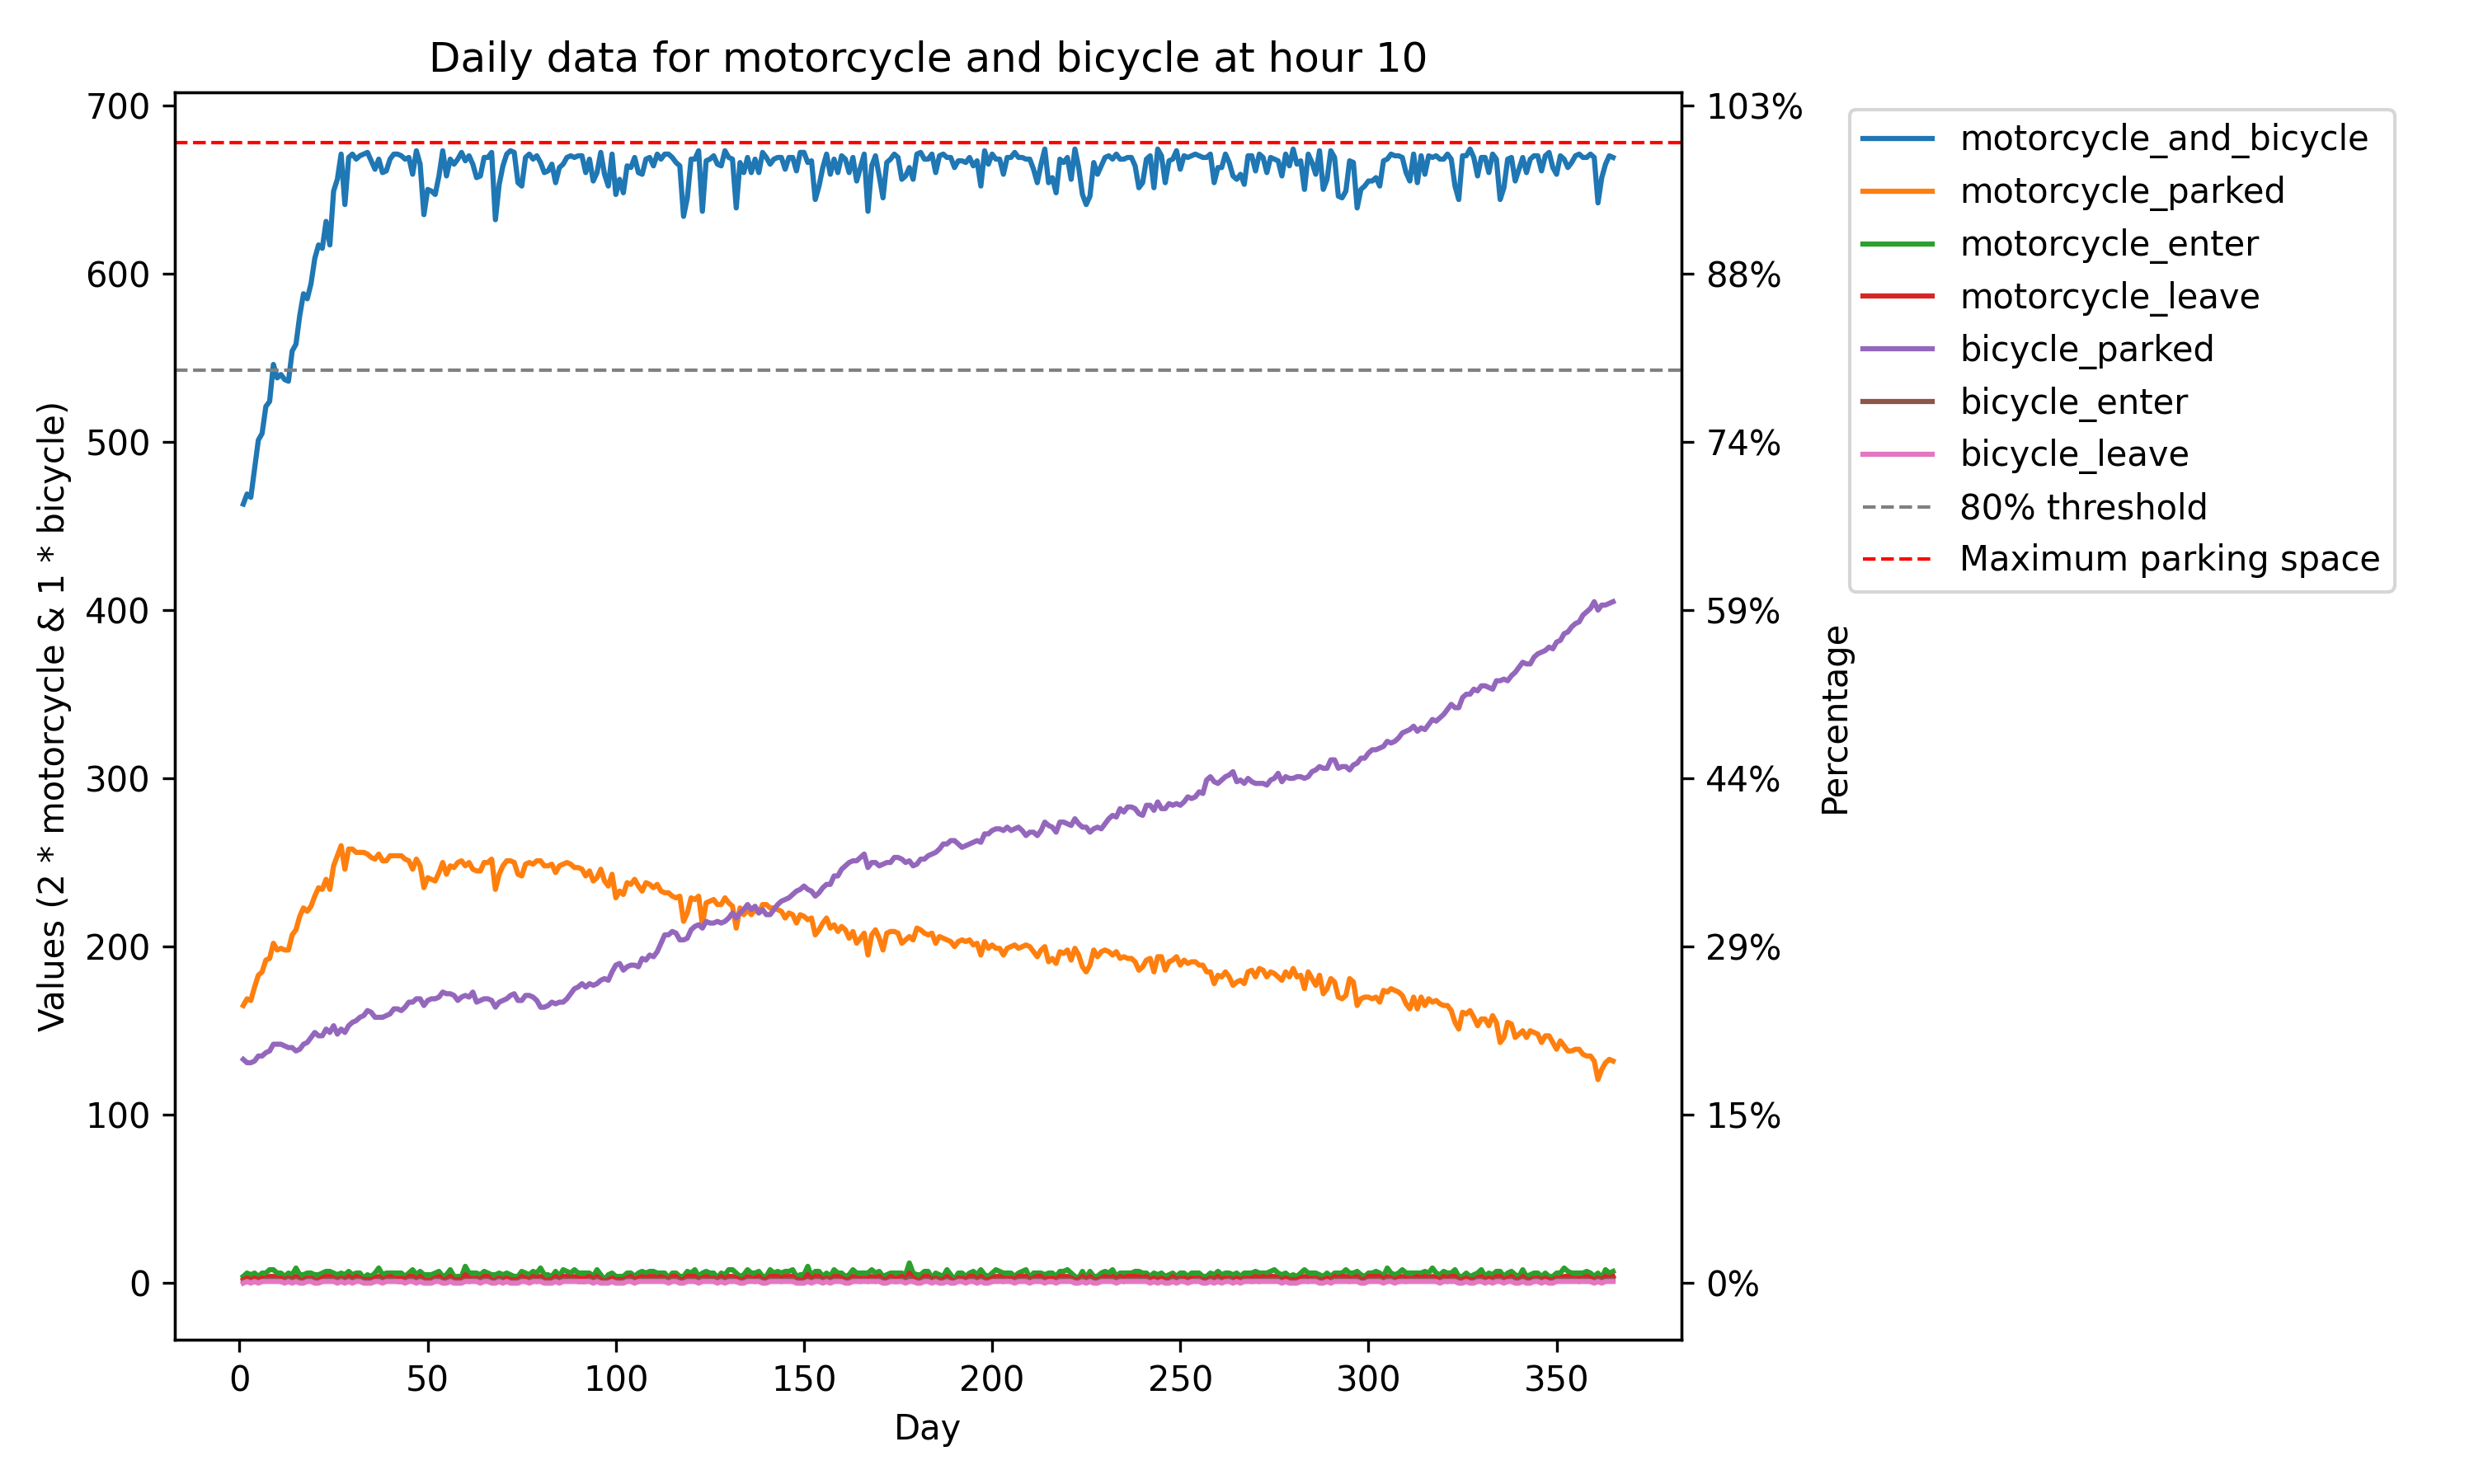 Daily data for motorcycle and bicycle at hour 10
Values (2 * motorcycle & 1 * bicycle)
700
600
500
400
300
200
100
0
0
50
100
150
200
250
300
350
Day
103%
88%
74%
59%
44%
29%
15%
0%
Percentage
motorcycle_and_bicycle
motorcycle_parked
motorcycle_enter
motorcycle_leave
bicycle_parked
bicycle_enter
bicycle_leave
80% threshold
Maximum parking space